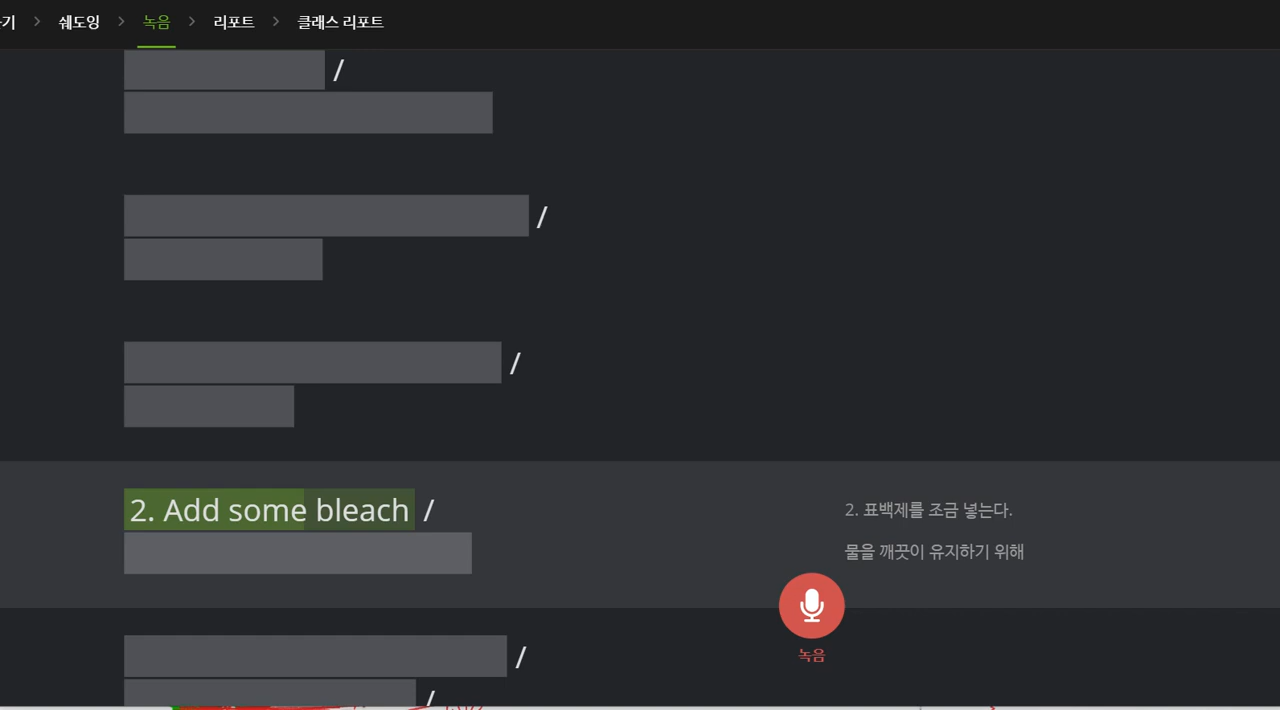 기 > 쉐도잉 > 녹음 > 리포트 > 클래스 리포트
/
/
/
2. Add some bleach /
2. 표백제를 조금 넣는다.
물을 깨끗이 유지하기 위해
녹음
/
/